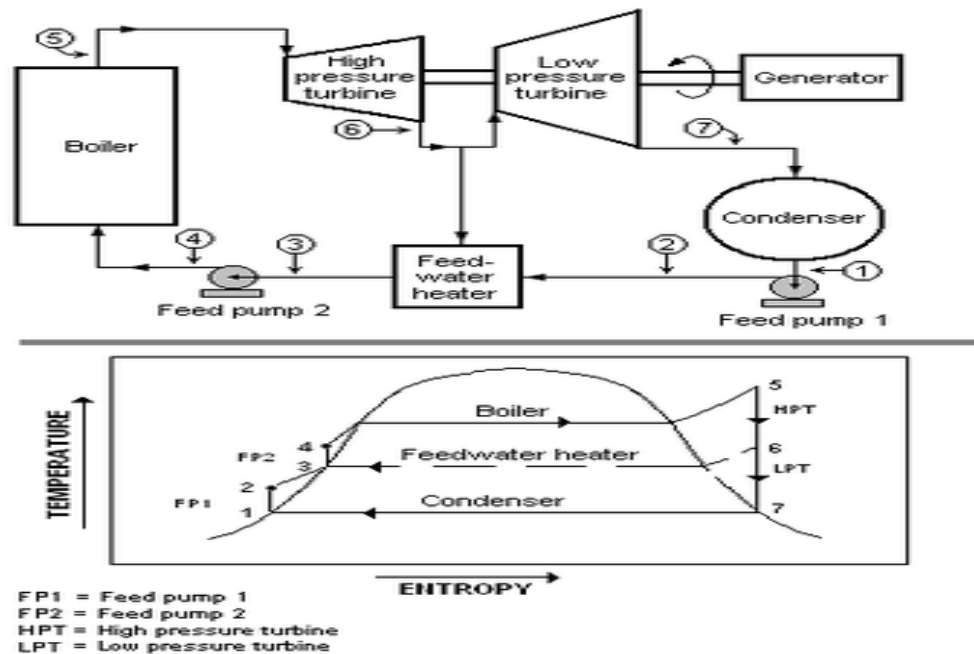 5
High
pressure
turbine
Low
pressure
turbine
Generator
6
7
Boiler
Condenser
4
3
Feed-
water
heater
2
1
Feed pump 2
Feed pump 1
TEMPERATURE
5
Boiler
HPT
4
6
FP2
Feedwater heater
3
LPT
2
FP1
Condenser
1
7
ENTROPY
FP1 = Feed pump 1
FP2 = Feed pump 2
HPT = High pressure turbine
LPT = Low pressure turbine